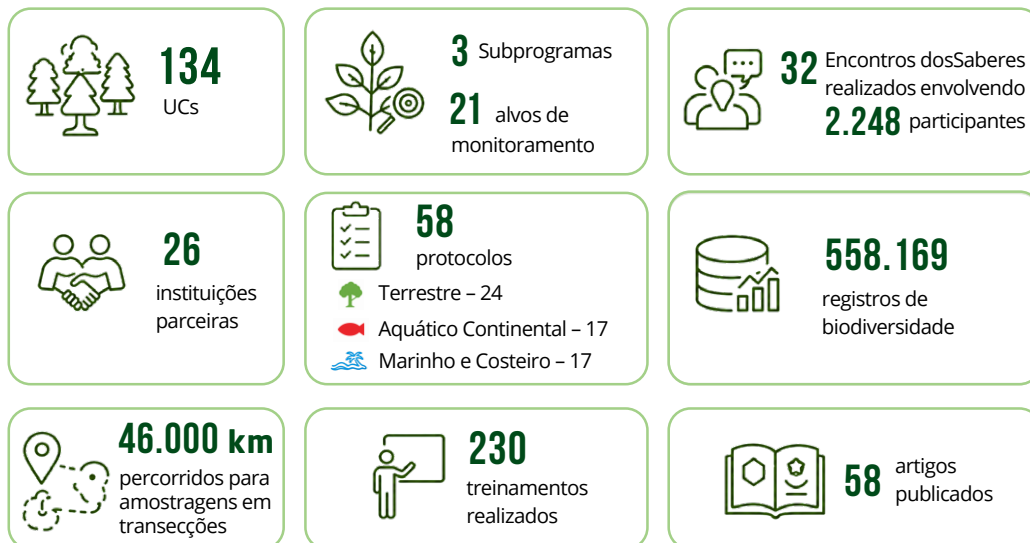 134
UCs
3 Subprogramas
21 alvos de
monitoramento
32 Encontros dosSaberes
realizados envolvendo
2.248 participantes
26
instituições
parceiras
58
protocolos
Terrestre – 24
Aquático Continental – 17
Marinho e Costeiro – 17
558.169
registros de
biodiversidade
46.000 km
percorridos para
amostragens em
transecções
230
treinamentos
realizados
58 artigos
publicados